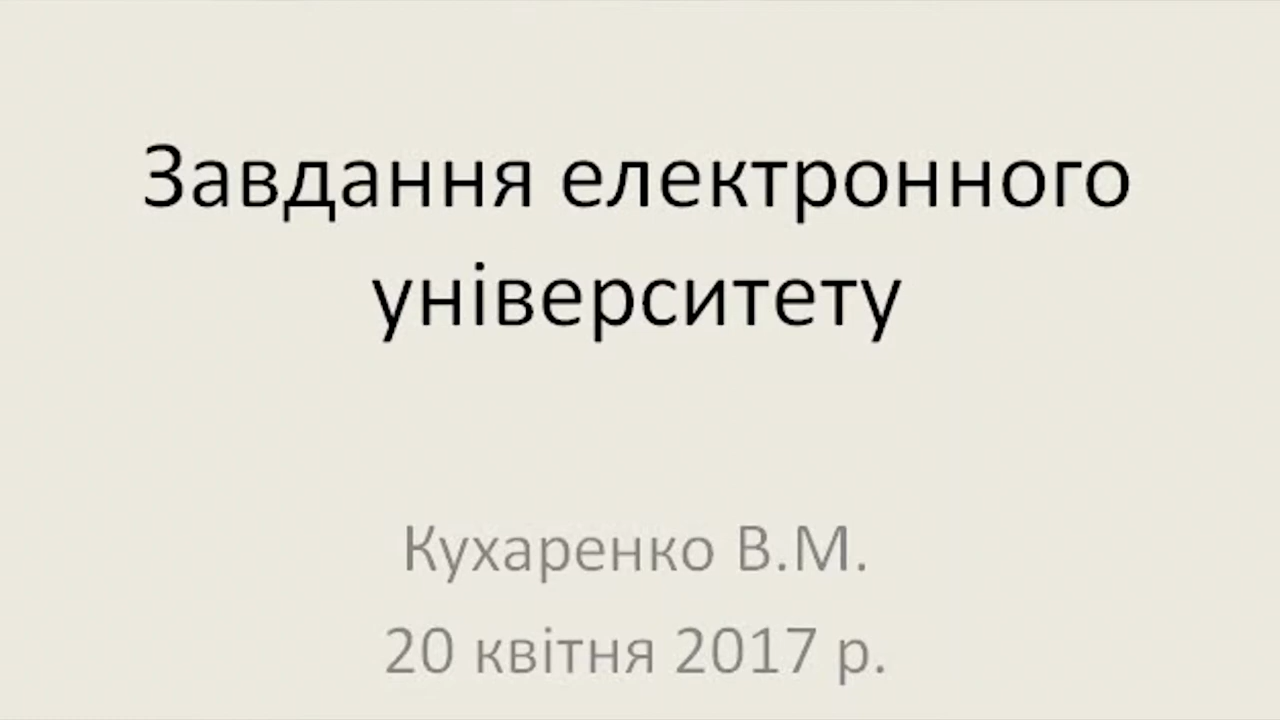 Завдання електронного
університету
Кухаренко В.М.
20 квітня 2017 р.